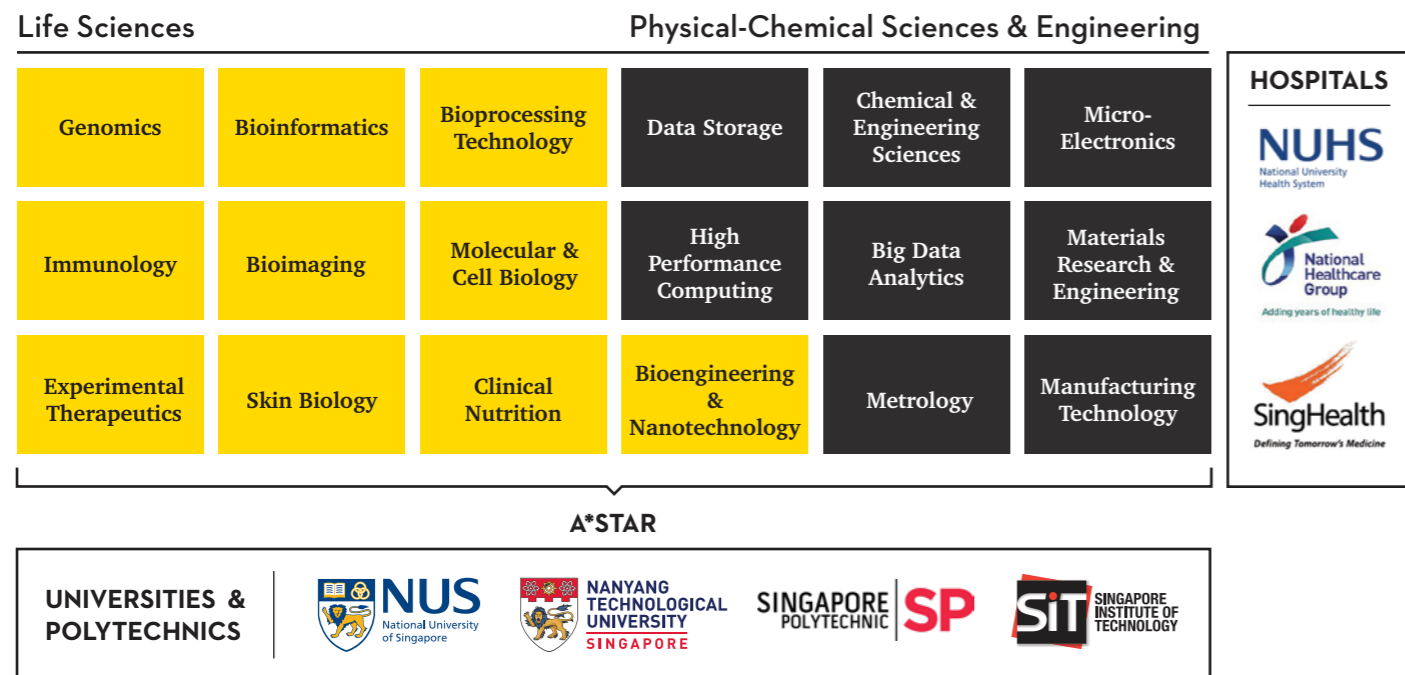 Life Sciences
Physical-Chemical Sciences & Engineering
Genomics
Bioinformatics
Bioprocessing
Technology
Data Storage
Chemical &
Engineering
Sciences
Micro-
Electronics
Immunology
Bioimaging
Molecular &
Cell Biology
High
Performance
Computing
Big Data
Analytics
Materials
Research &
Engineering
Experimental
Therapeutics
Skin Biology
Clinical
Nutrition
Bioengineering
&
Nanotechnology
Metrology
Manufacturing
Technology
A*STAR
HOSPITALS
NUHS
National University
Health System
National
Healthcare
Group
Adding years of healthy life
SingHealth
Defining Tomorrow's Medicine
UNIVERSITIES &
POLYTECHNICS
NUS
National University
of Singapore
NANYANG
TECHNOLOGICAL
UNIVERSITY
SINGAPORE
SINGAPORE
POLYTECHNIC
SP
SiT
SINGAPORE
INSTITUTE OF
TECHNOLOGY